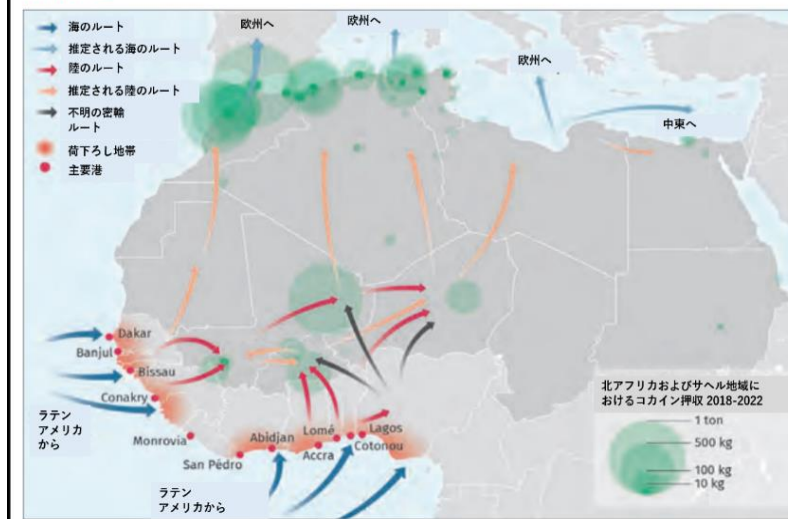 海のルート
推定される海のルート
陸のルート
推定される陸のルート
不明の密輸
ルート
荷下ろし地帯
主要港
欧州へ
欧州へ
欧州へ
中東へ
Dakar
Banjul
Bissau
Conakry
Monrovia
San Pédro
Abidjan
Accra
Lomé
Lagos
Cotonou
ラテン
アメリカ
から
ラテン
アメリカから
北アフリカおよびサヘル地域に
おけるコカイン押収 2018-2022
1 ton
500 kg
100 kg
10 kg